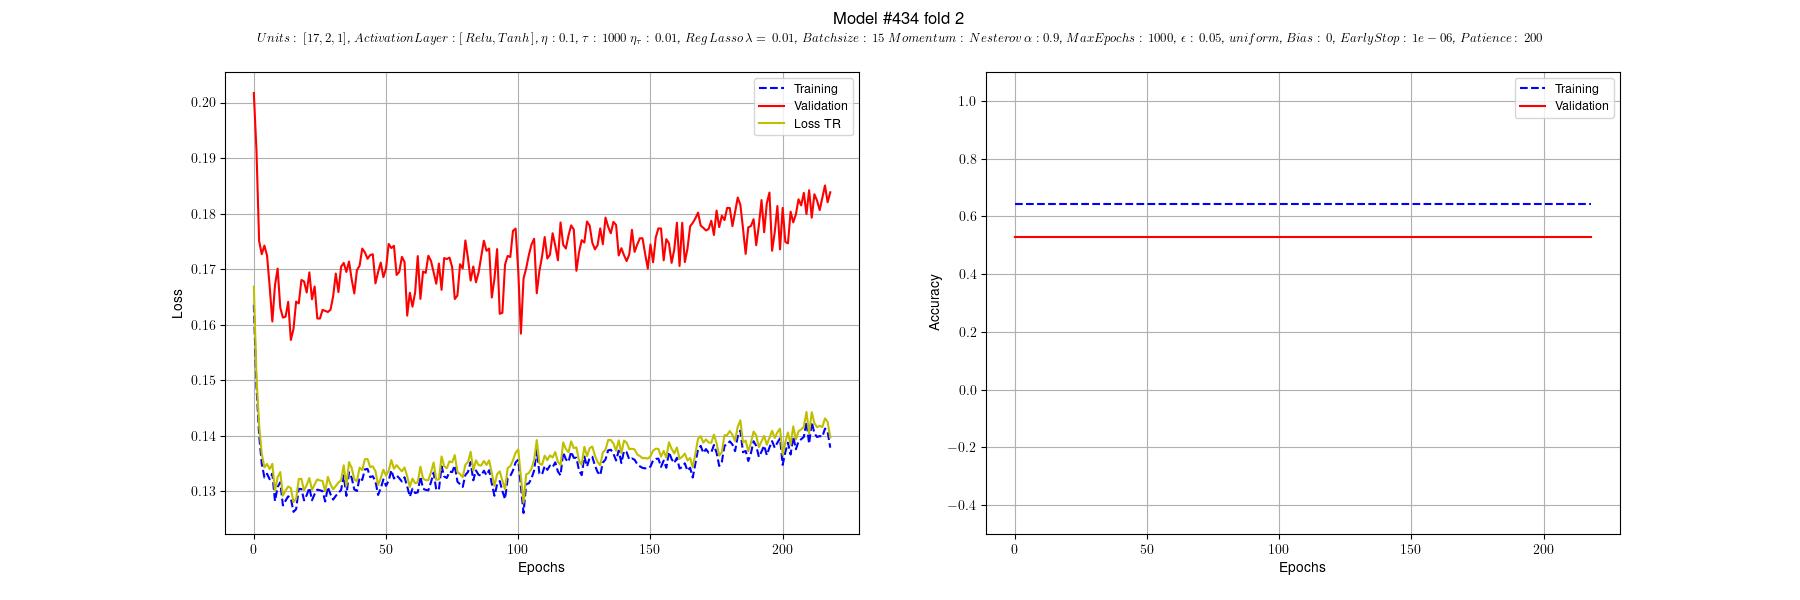 Model #434 fold 2
Units : [17, 2, 1], ActivationLayer : [Relu, Tanh], η : 0.1, τ : 1000 ητ : 0.01, Reg Lasso λ = 0.01, Batchsize : 15 Momentum : Nesterov α : 0.9, MaxEpochs : 1000, ϵ : 0.05, uniform, Bias : 0, EarlyStop : 1e − 06, Patience : 200
Training
Validation
Loss TR
0.20
0.19
0.18
0.17
0.16
0.15
0.14
0.13
Loss
0
50
100
150
200
Epochs
Training
Validation
1.0
0.8
0.6
0.4
0.2
0.0
−0.2
−0.4
Accuracy
0
50
100
150
200
Epochs